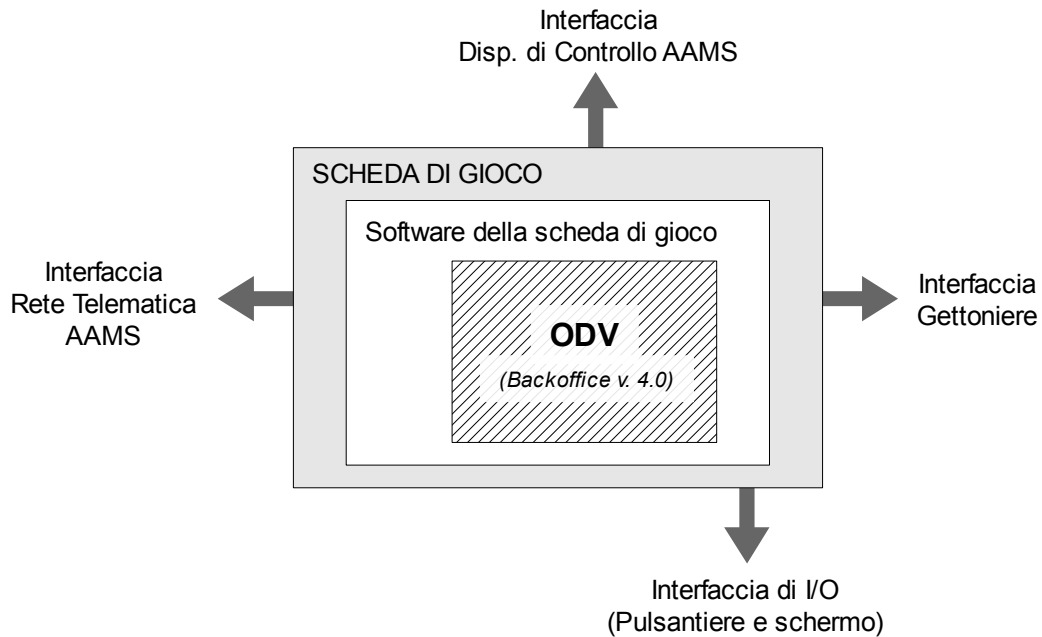 Interfaccia
Disp. di Controllo AAMS
SCHEDA DI GIOCO
Software della scheda di gioco
Interfaccia
Rete Telematica
AAMS
ODV
(Backoffice v. 4.0)
Interfaccia
Gettoniere
Interfaccia di I/O
(Pulsantiere e schermo)